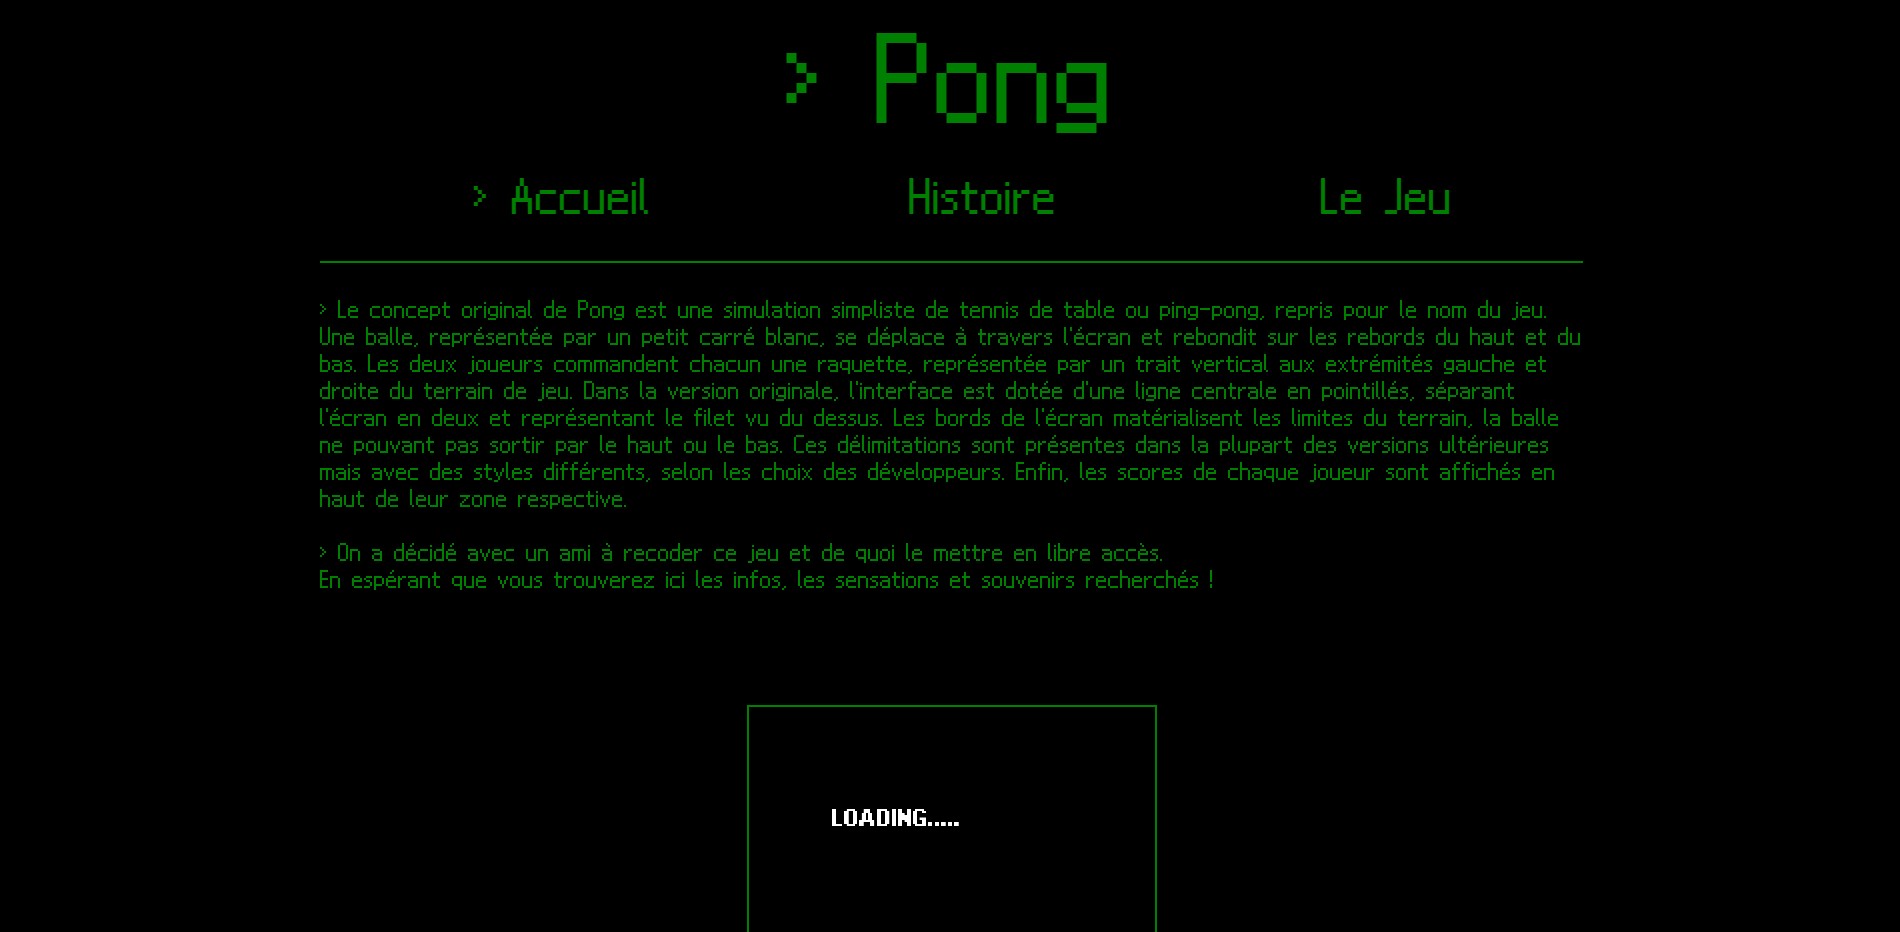 > Pong
> Accueil Histoire Le Jeu
> Le concept original de Pong est une simulation simpliste de tennis de table ou ping-pong, repris pour le nom du jeu.
Une balle, représentée par un petit carré blanc, se déplace à travers l'écran et rebondit sur les rebords du haut et du
bas. Les deux joueurs commandent chacun une raquette, représentée par un trait vertical aux extrémités gauche et
droite du terrain de jeu. Dans la version originale, l'interface est dotée d'une ligne centrale en pointillés, séparant
l'écran en deux et représentant le filet vu du dessus. Les bords de l'écran matérialisent les limites du terrain, la balle
ne pouvant pas sortir par le haut ou le bas. Ces délimitations sont présentes dans la plupart des versions ultérieures
mais avec des styles différents, selon les choix des développeurs. Enfin, les scores de chaque joueur sont affichés en
haut de leur zone respective.
> On a décidé avec un ami à recoder ce jeu et de quoi le mettre en libre accès.
En espérant que vous trouverez ici les infos, les sensations et souvenirs recherchés !
LOADING.....